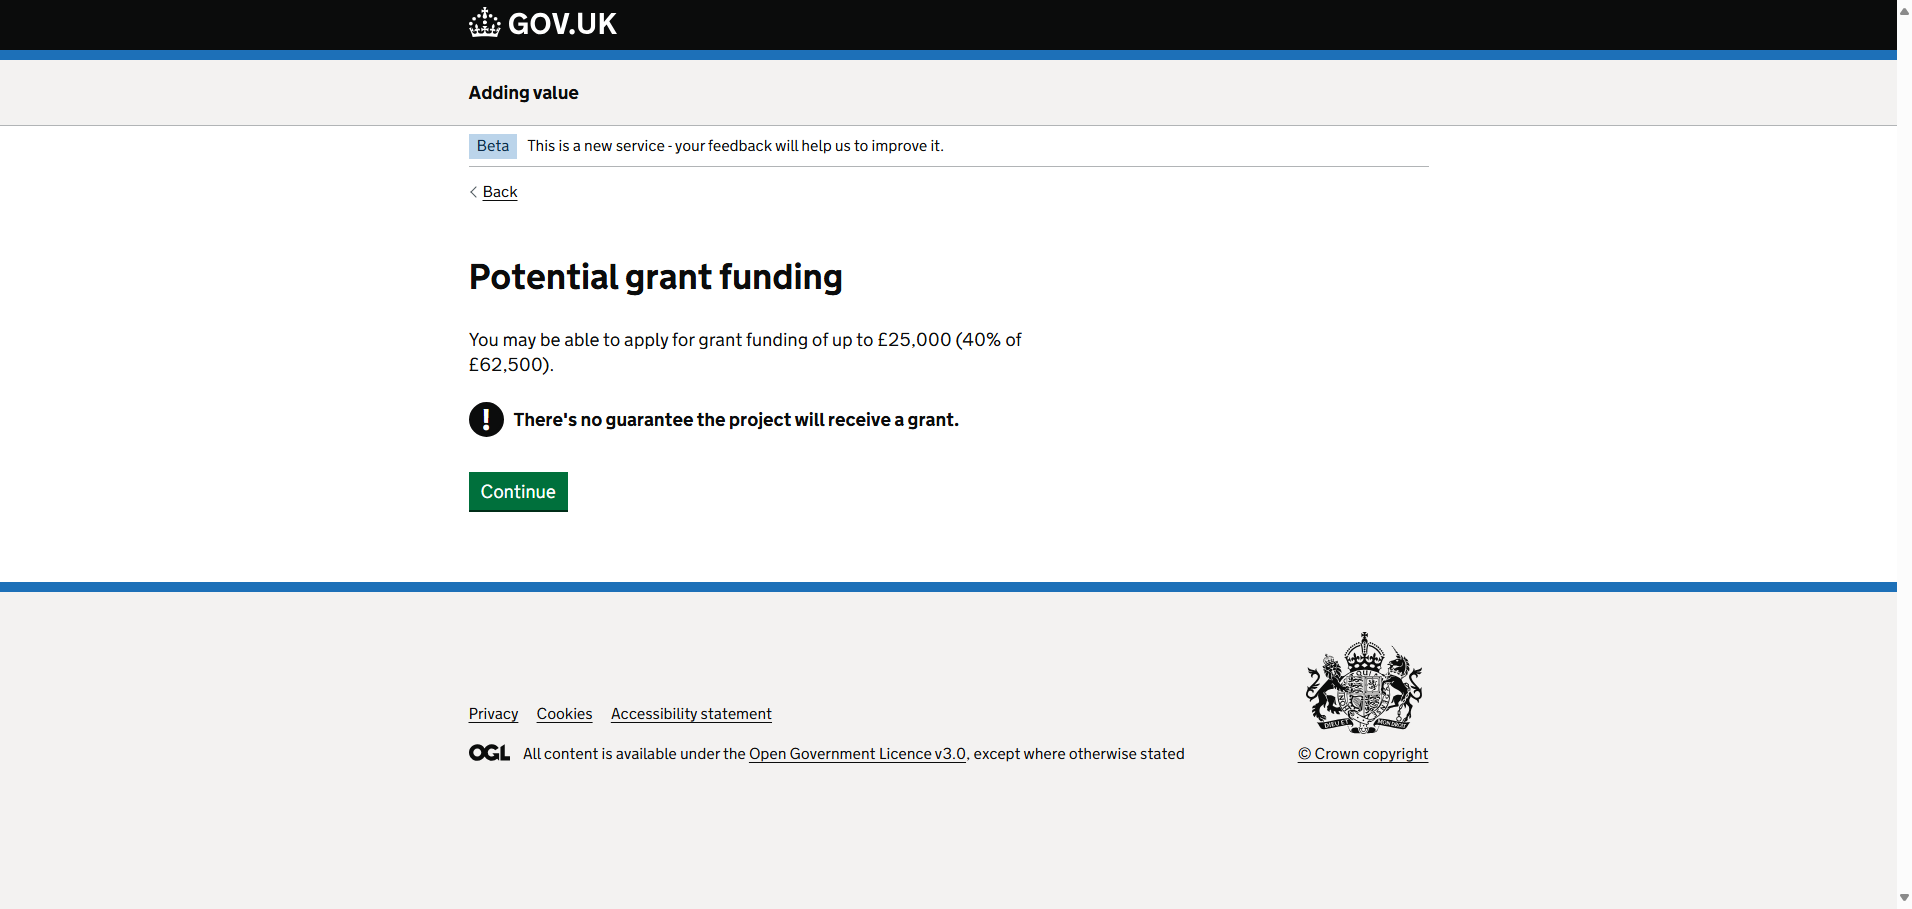 GOV.UK
Adding value
Beta This is a new service - your feedback will help us to improve it.
Back
Potential grant funding
You may be able to apply for grant funding of up to £25,000 (40% of
£62,500).
! There's no guarantee the project will receive a grant.
Continue
Privacy Cookies Accessibility statement
OGL All content is available under the Open Government Licence v3.0, except where otherwise stated
© Crown copyright